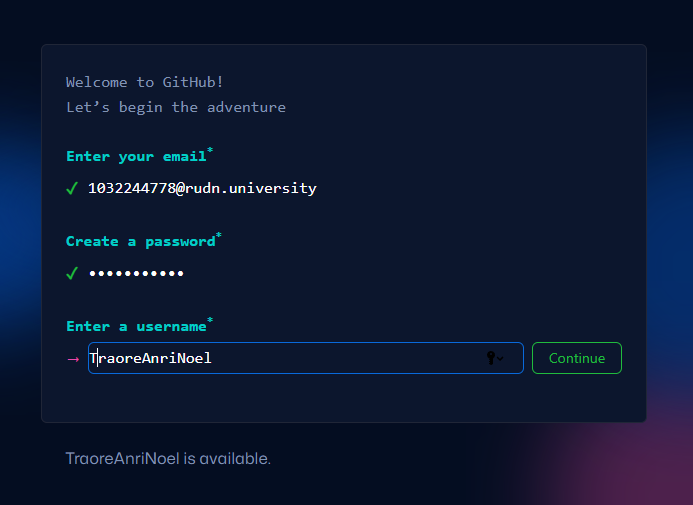 Welcome to GitHub!
Let’s begin the adventure
Enter your email*
✓ 1032244778@rudn.university
Create a password*
✓ •••••••••••
Enter a username*
→ TraoreAnriNoel
Continue
TraoreAnriNoel is available.